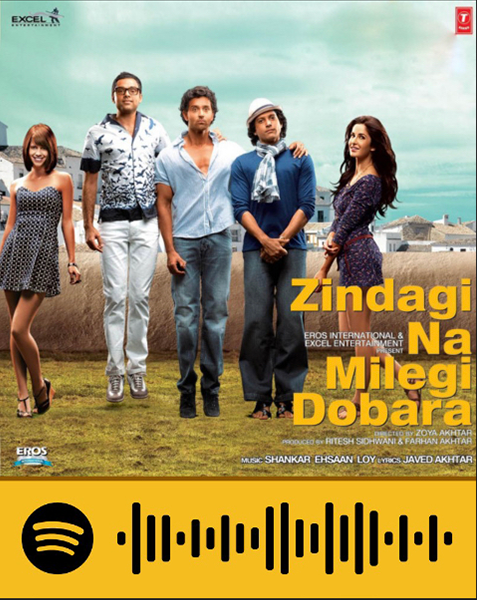 EXCEL
ENTERTAINMENT
T
Zindagi
EROS INTERNATIONAL &
EXCEL ENTERTAINMENT
PRESENT
Na
Milegi
Dobara
DIRECTED BY ZOYA AKHTAR
PRODUCED BY RITESH SIDHWANI & FARHAN AKHTAR
EROS
MUSIC SHANKAR EHSAAN LOY LYRICS JAVED AKHTAR